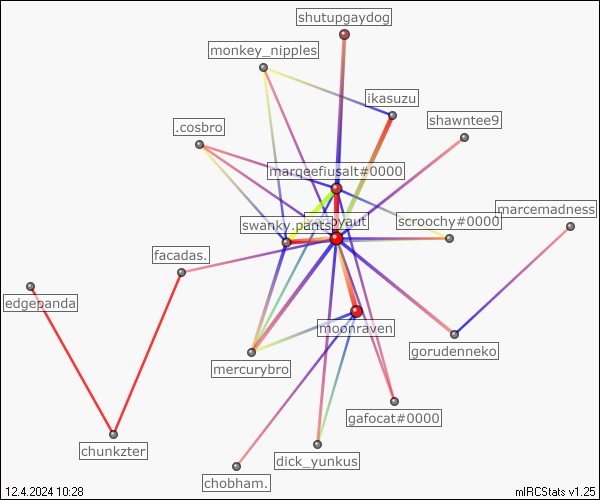 shutupgaydog
monkey_nipples
ikasuzu
shawntee9
.cosbro
marqeefiusalt#0000
marcemadness
scroochy#0000
swanky.pants
facadas.
edgepanda
moonraven
gorudenneko
mercurybro
gafocat#0000
chunkzter
dick_yunkus
chobham.
12.4.2024 10:28
mIRCStats v1.25